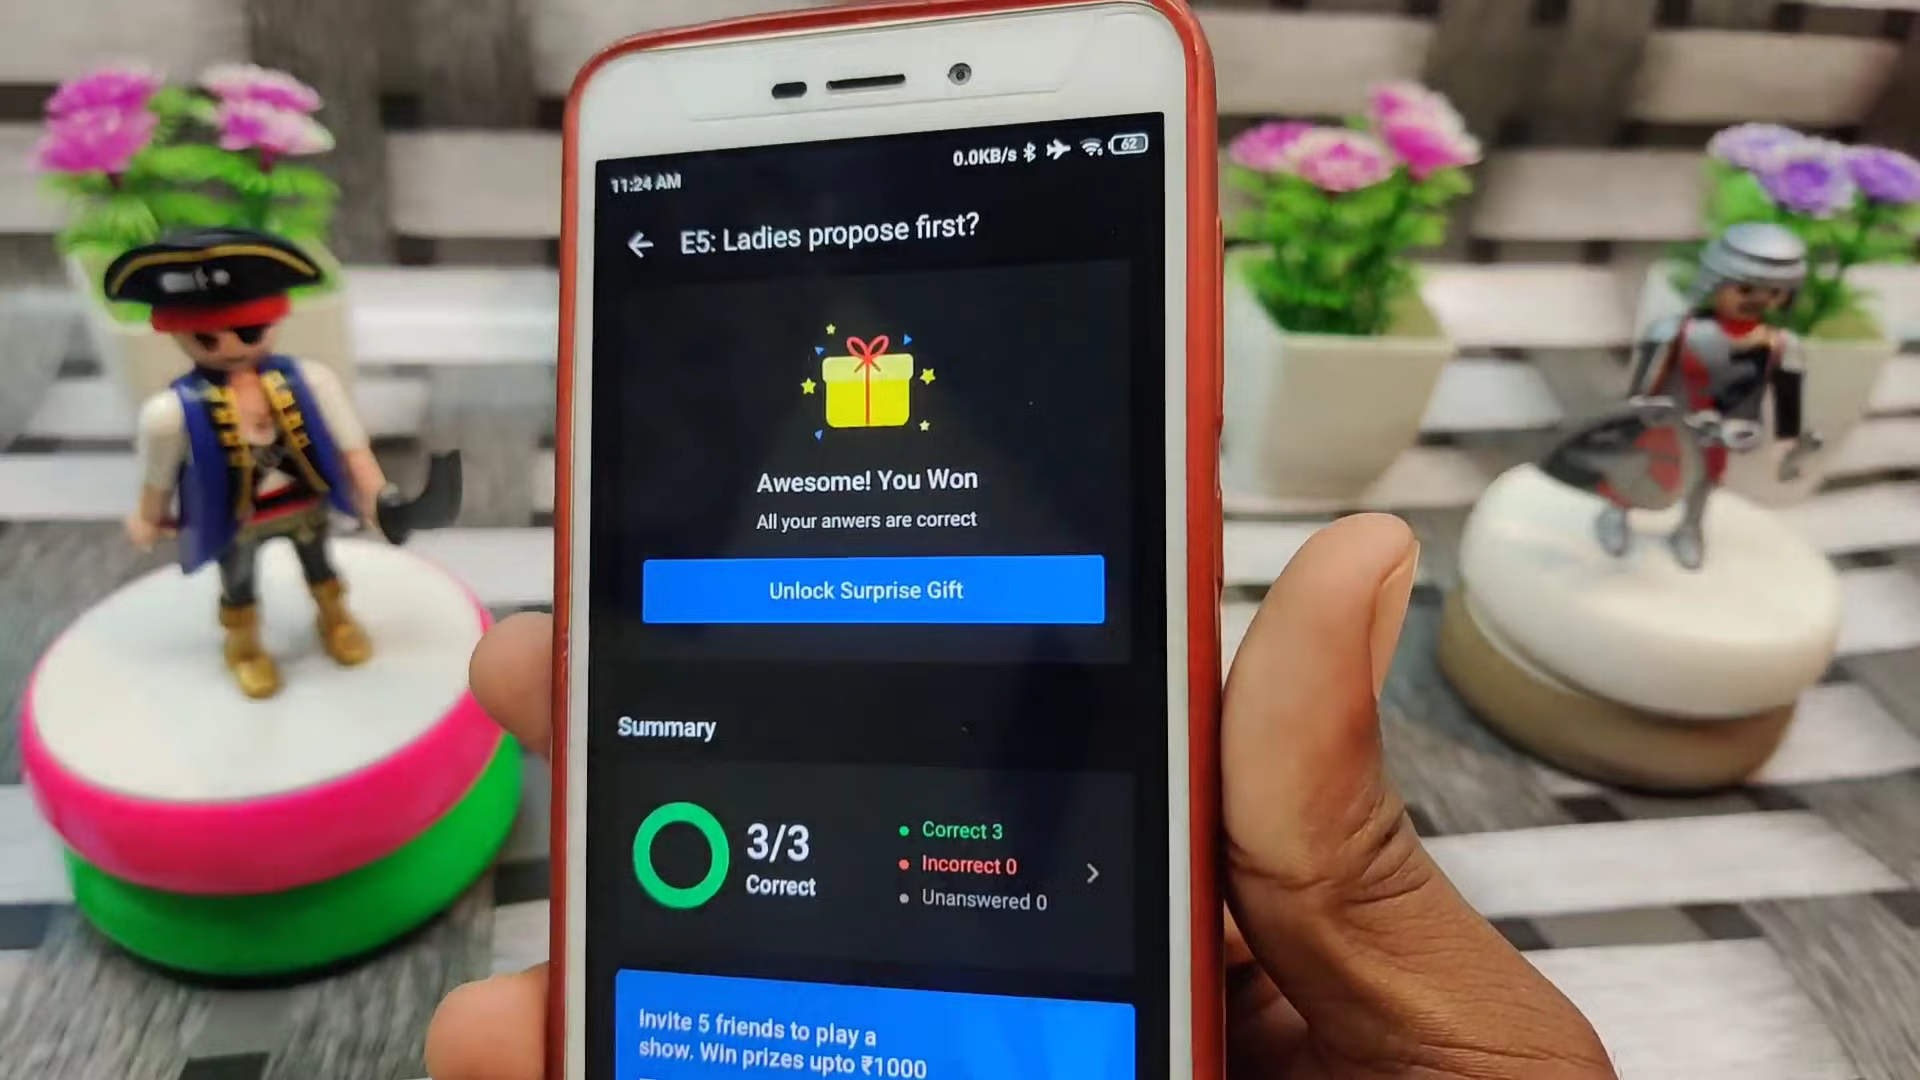 0.0KB/s 62
11:24 AM
E5: Ladies propose first?
Awesome! You Won
All your anwers are correct
Unlock Surprise Gift
Summary
3/3
Correct
Correct 3
Incorrect 0
Unanswered 0
Invite 5 friends to play a
show. Win prizes upto ₹1000